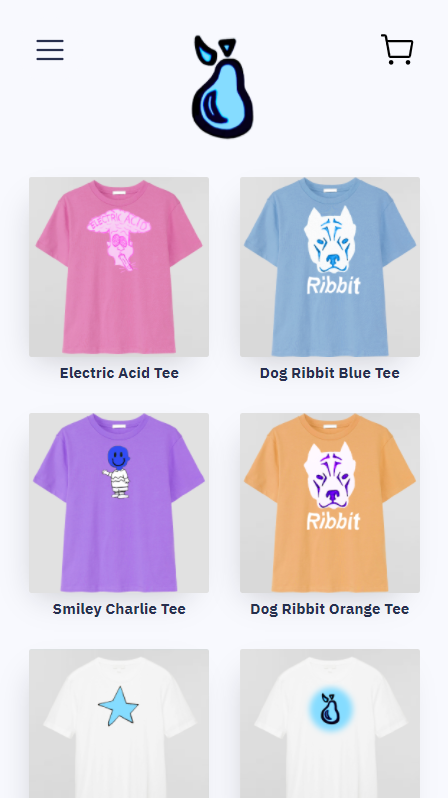 ELECTRIC ACID
Ribbit
Electric Acid Tee
Dog Ribbit Blue Tee
Ribbit
Smiley Charlie Tee
Dog Ribbit Orange Tee